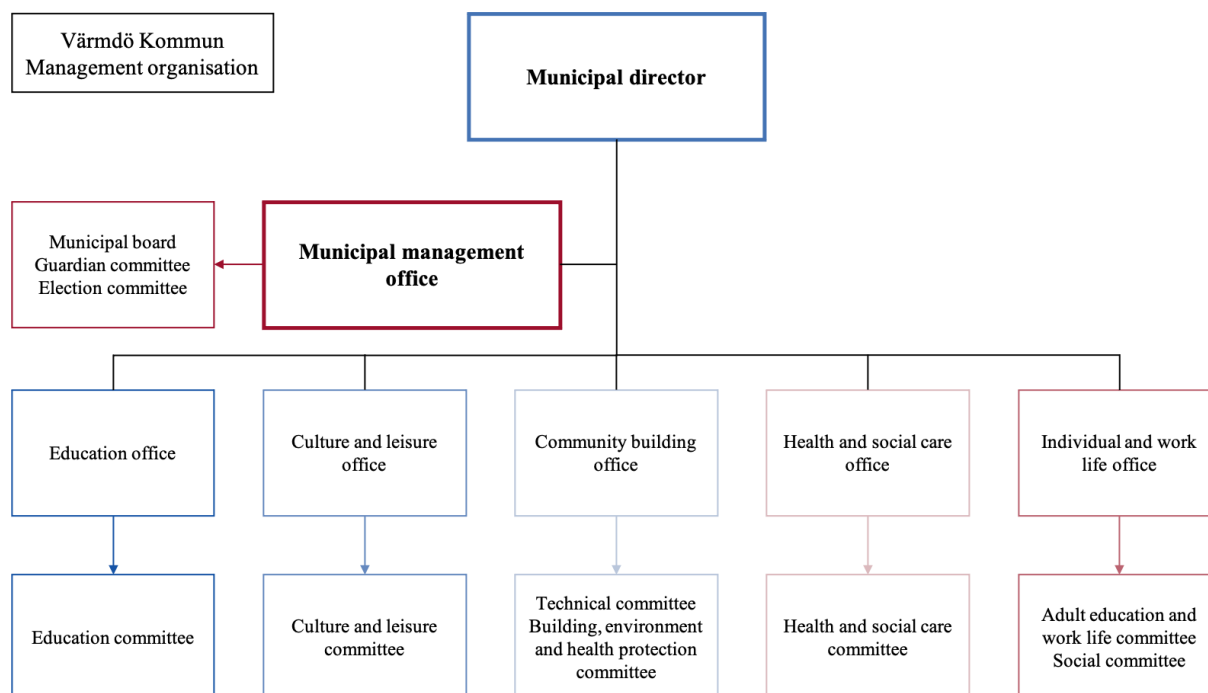 Värmdö Kommun
Management organisation
Municipal director
Municipal board
Guardian committee
Election committee
Municipal management
office
Education office
Culture and leisure
office
Community building
office
Health and social care
office
Individual and work
life office
Education committee
Culture and leisure
committee
Technical committee
Building, environment
and health protection
committee
Health and social care
committee
Adult education and
work life committee
Social committee